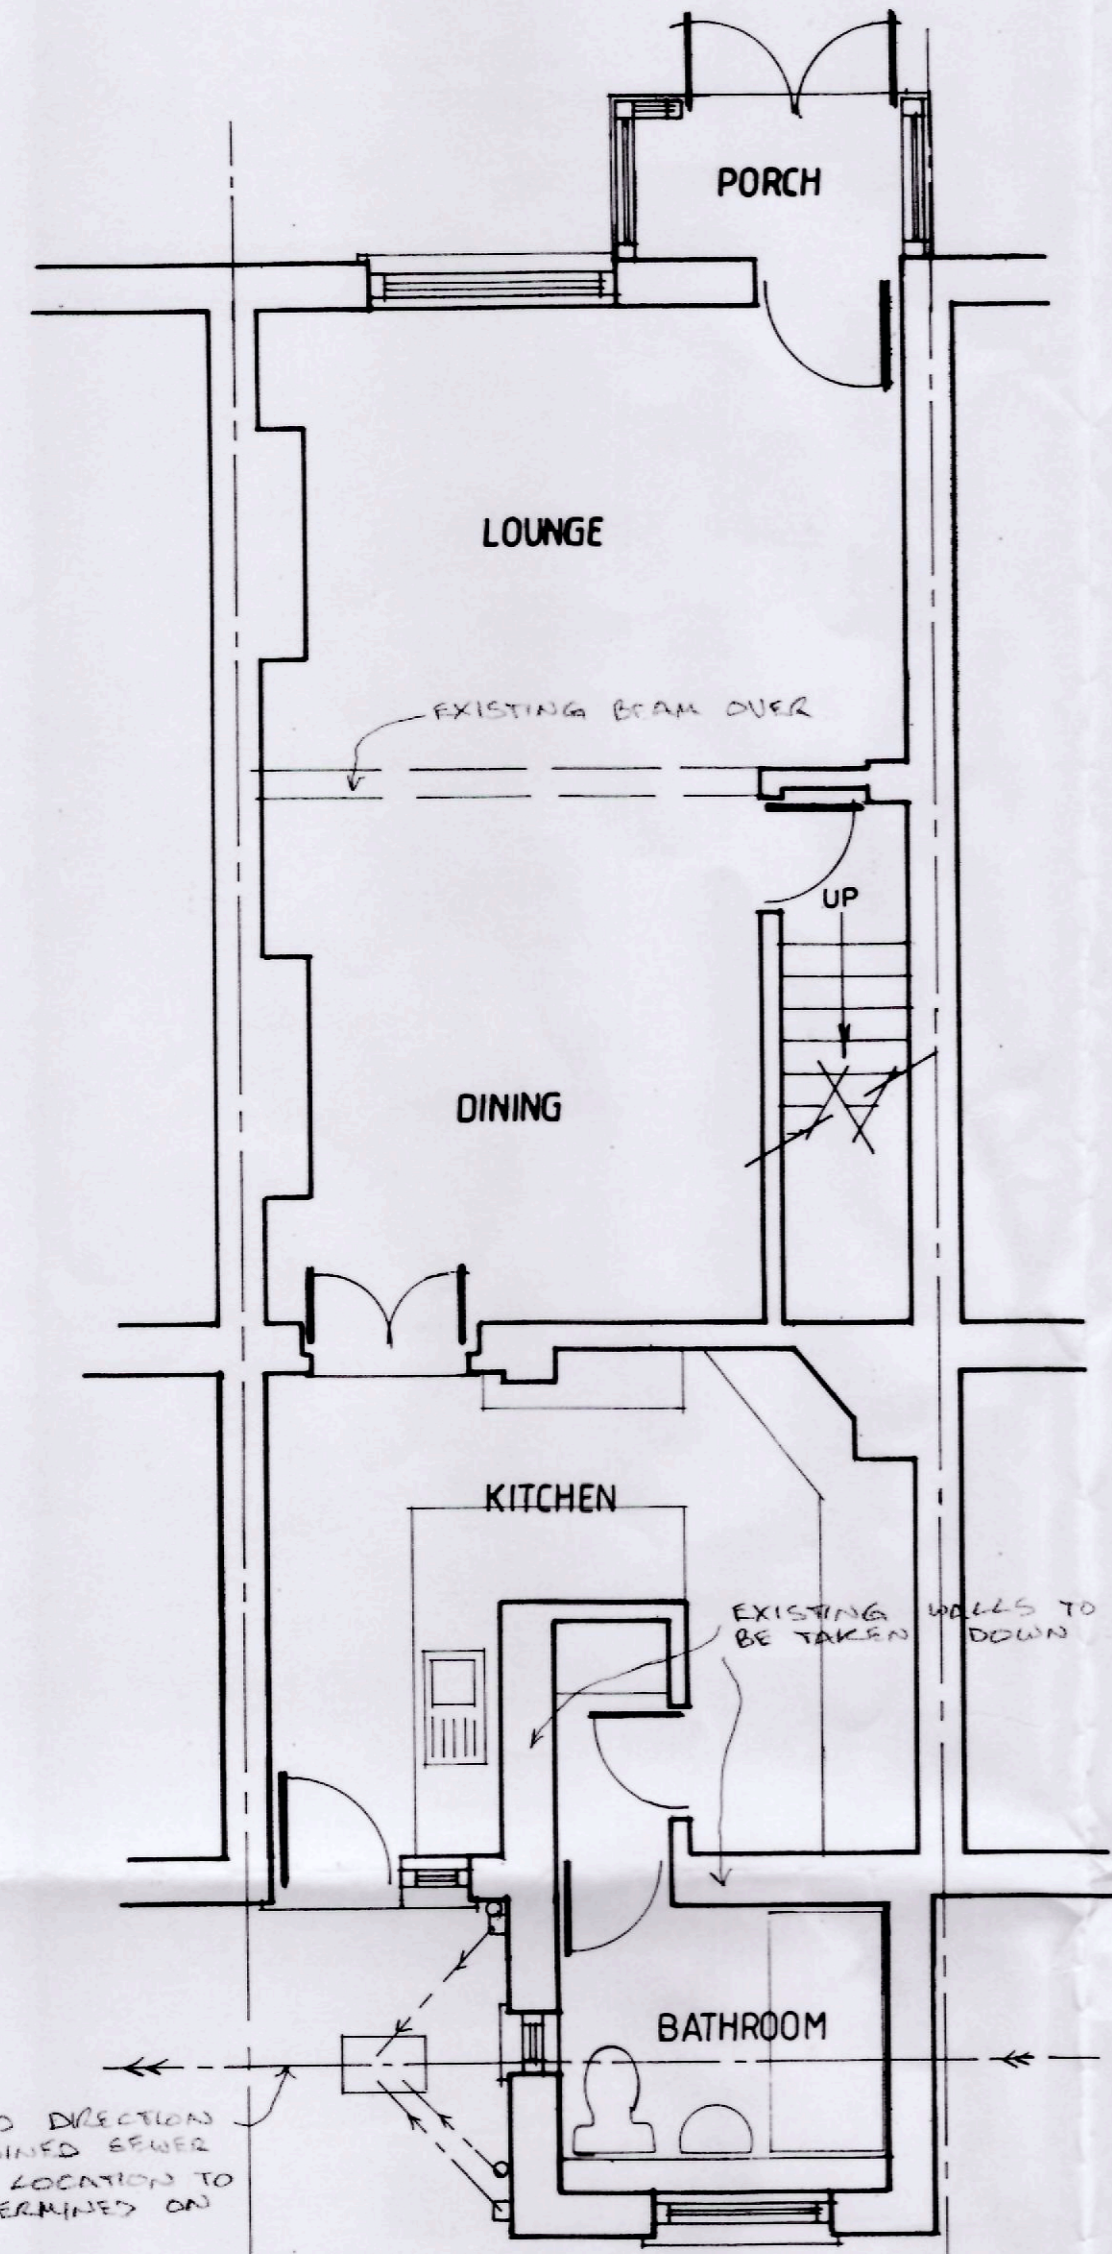 PORCH
LOUNGE
EXISTING BEAM OVER
UP
DINING
KITCHEN
EXISTING WALLS TO
BE TAKEN DOWN
BATHROOM
DIRECTION
SEWER
LOCATION TO
ON